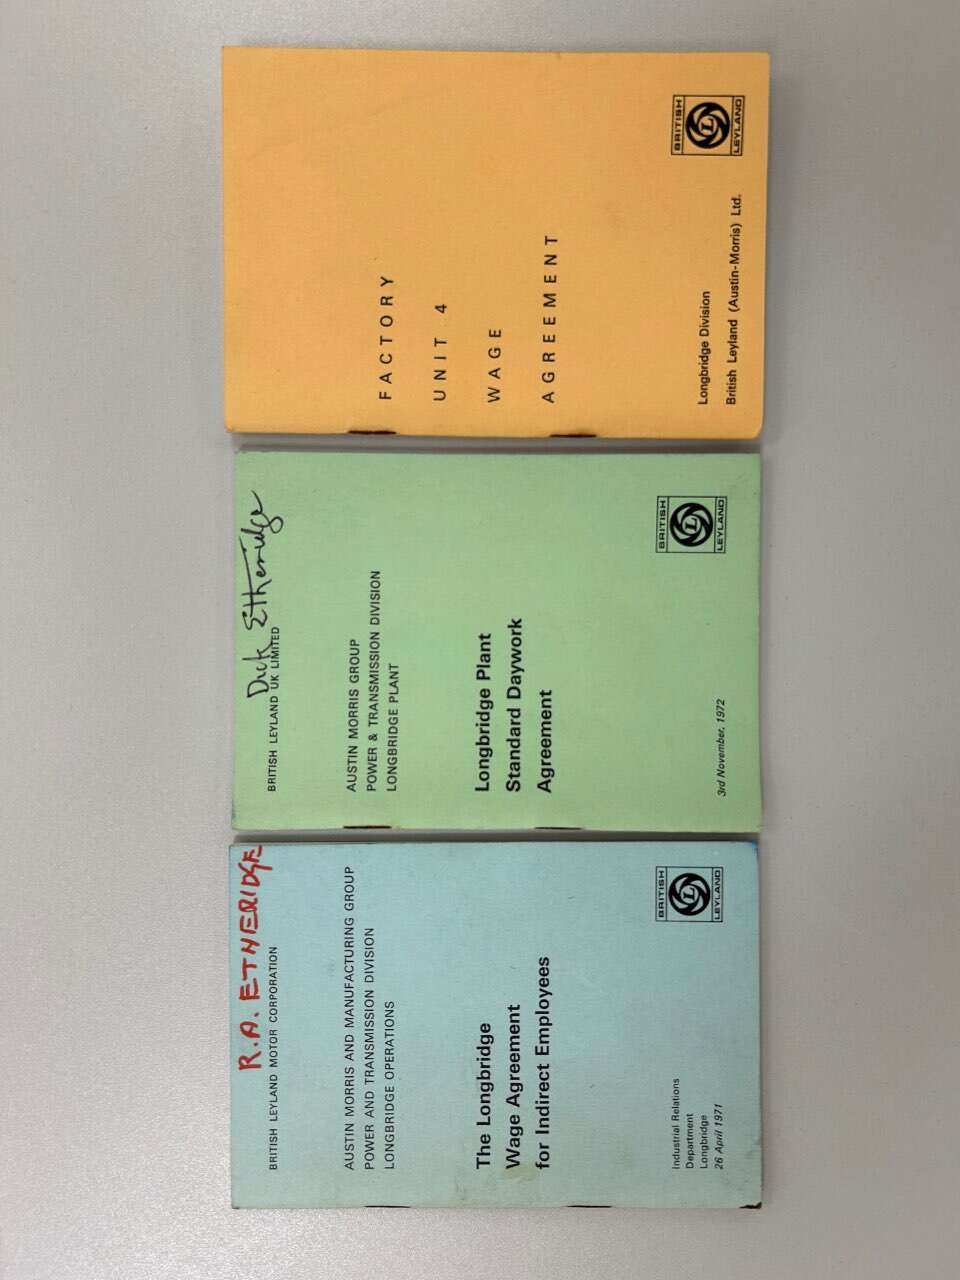 R.A. ETHERIDGE
BRITISH LEYLAND MOTOR CORPORATION
AUSTIN MORRIS AND MANUFACTURING GROUP
POWER AND TRANSMISSION DIVISION
LONGBRIDGE OPERATIONS
The Longbridge
Wage Agreement
for Indirect Employees
Industrial Relations
Department
Longbridge
26 April 1971
BRITISH
L
LEYLAND
Dick Etheridge
BRITISH LEYLAND UK LIMITED
AUSTIN MORRIS GROUP
POWER & TRANSMISSION DIVISION
LONGBRIDGE PLANT
Longbridge Plant
Standard Daywork
Agreement
3rd November, 1972
BRITISH
L
LEYLAND
FACTORY
UNIT 4
WAGE
AGREEMENT
Longbridge Division
British Leyland (Austin-Morris) Ltd.
BRITISH
L
LEYLAND